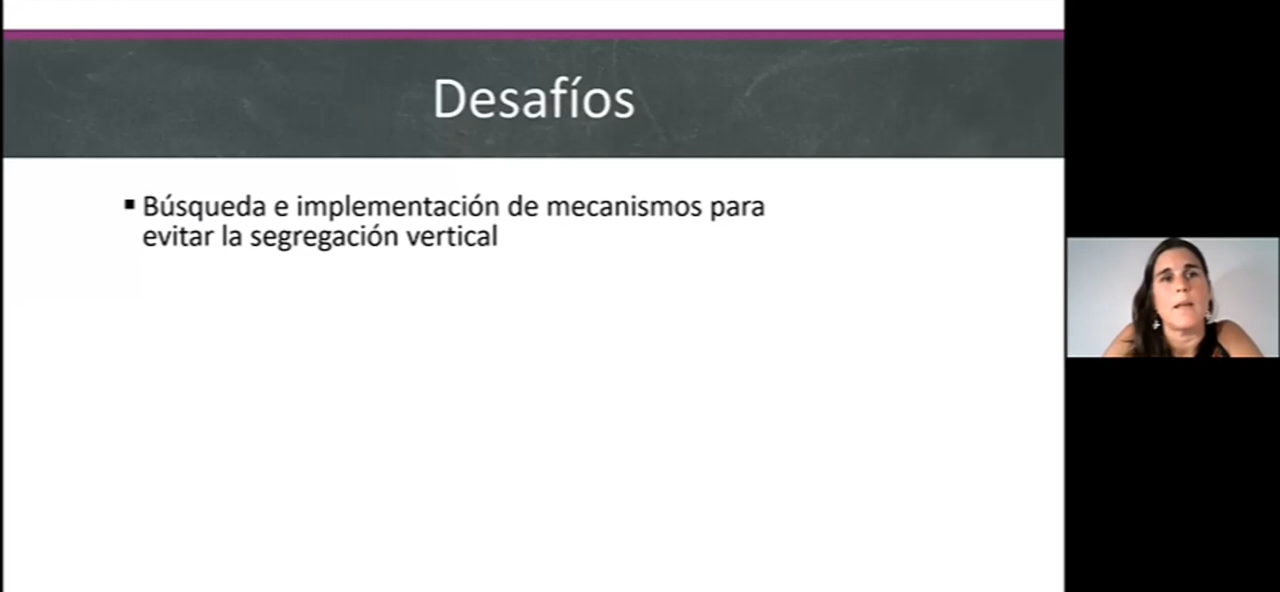 Desafíos
▪ Búsqueda e implementación de mecanismos para
evitar la segregación vertical